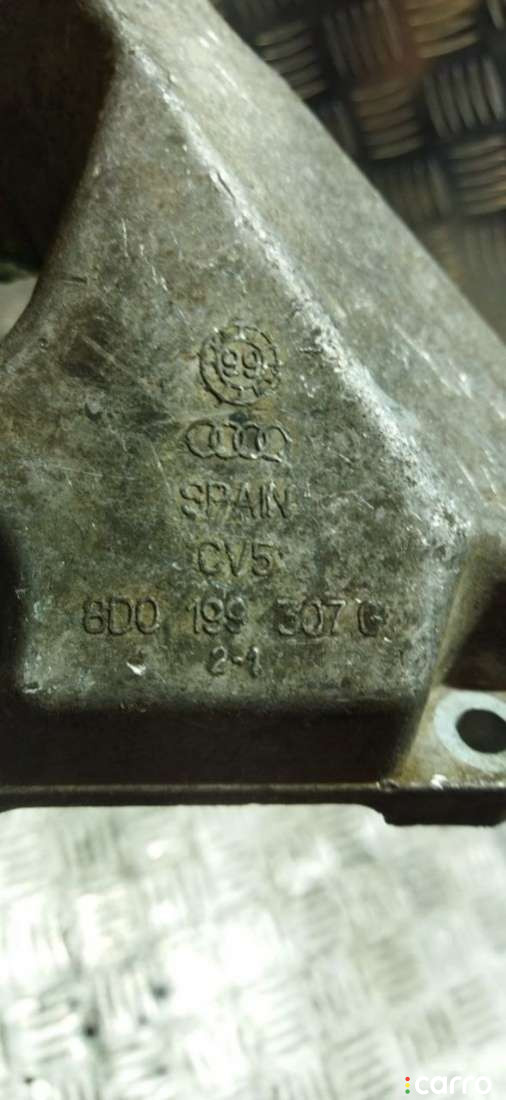 99
SPAIN
CV5
8D0 199 307 G
2-1
carro